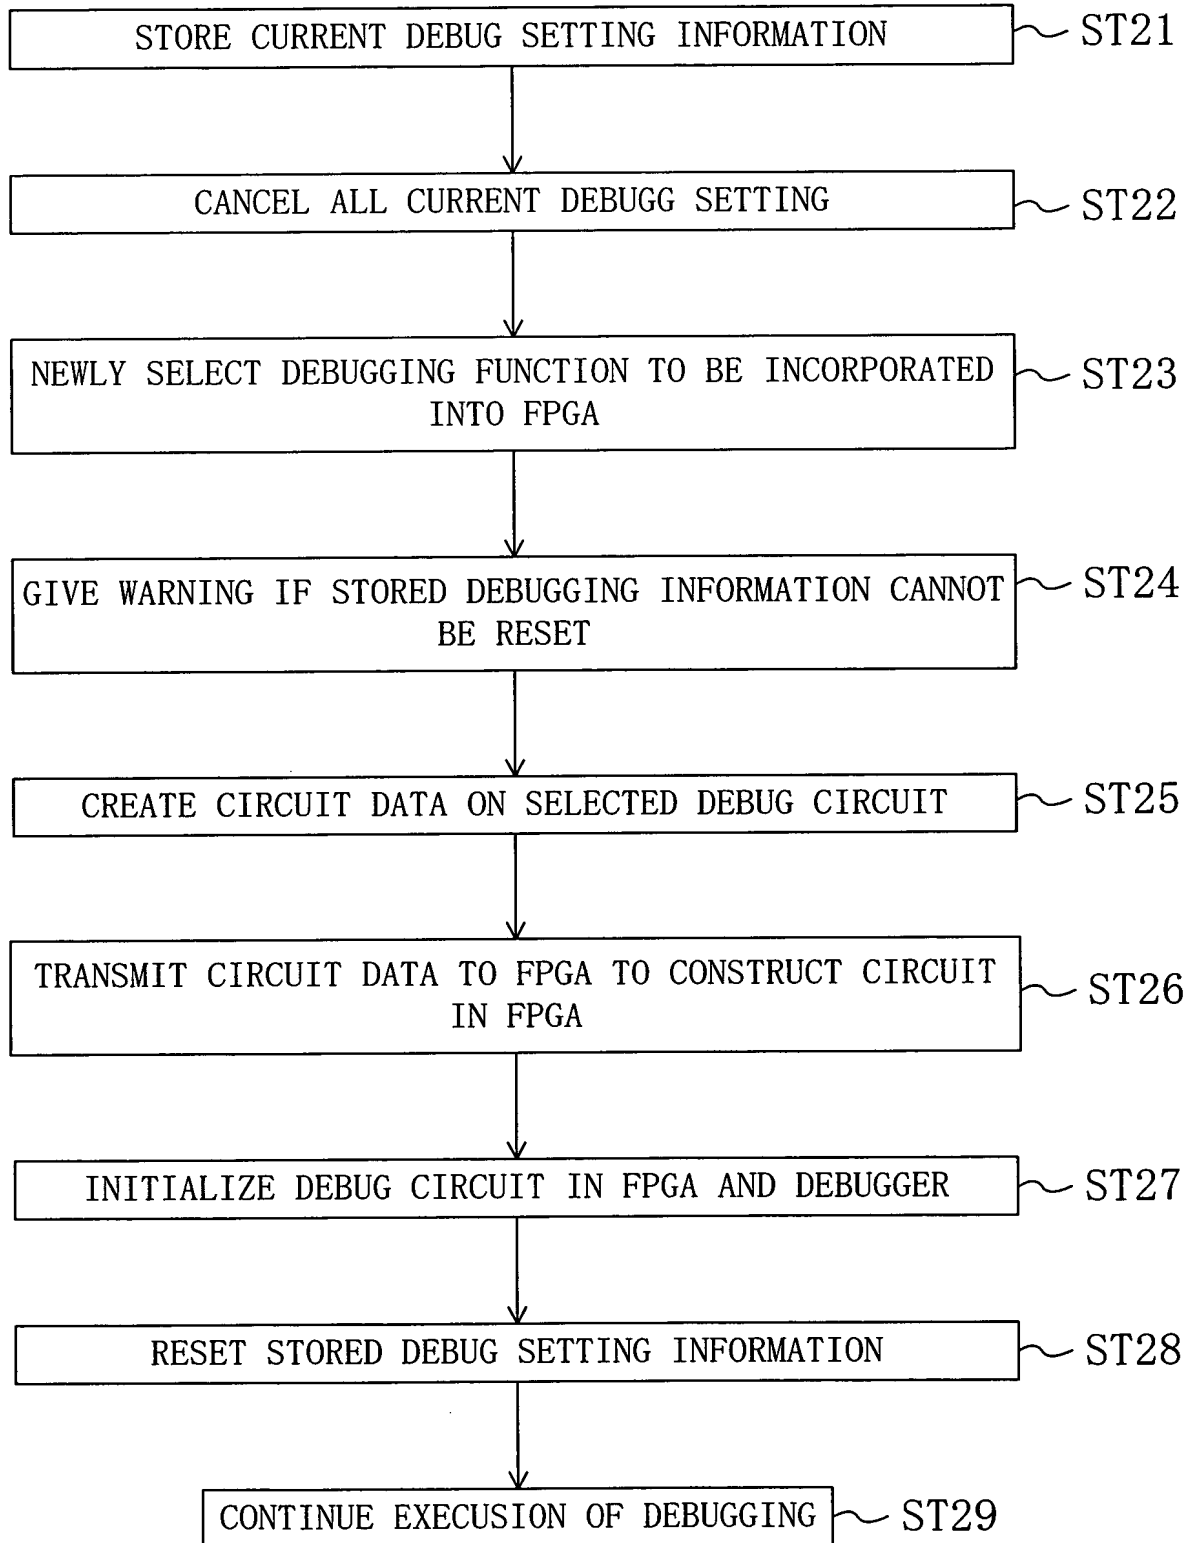 STORE CURRENT DEBUG SETTING INFORMATION
ST21
CANCEL ALL CURRENT DEBUGG SETTING
ST22
NEWLY SELECT DEBUGGING FUNCTION TO BE INCORPORATED
INTO FPGA
ST23
GIVE WARNING IF STORED DEBUGGING INFORMATION CANNOT
BE RESET
ST24
CREATE CIRCUIT DATA ON SELECTED DEBUG CIRCUIT
ST25
TRANSMIT CIRCUIT DATA TO FPGA TO CONSTRUCT CIRCUIT
IN FPGA
ST26
INITIALIZE DEBUG CIRCUIT IN FPGA AND DEBUGGER
ST27
RESET STORED DEBUG SETTING INFORMATION
ST28
CONTINUE EXECUSION OF DEBUGGING
ST29